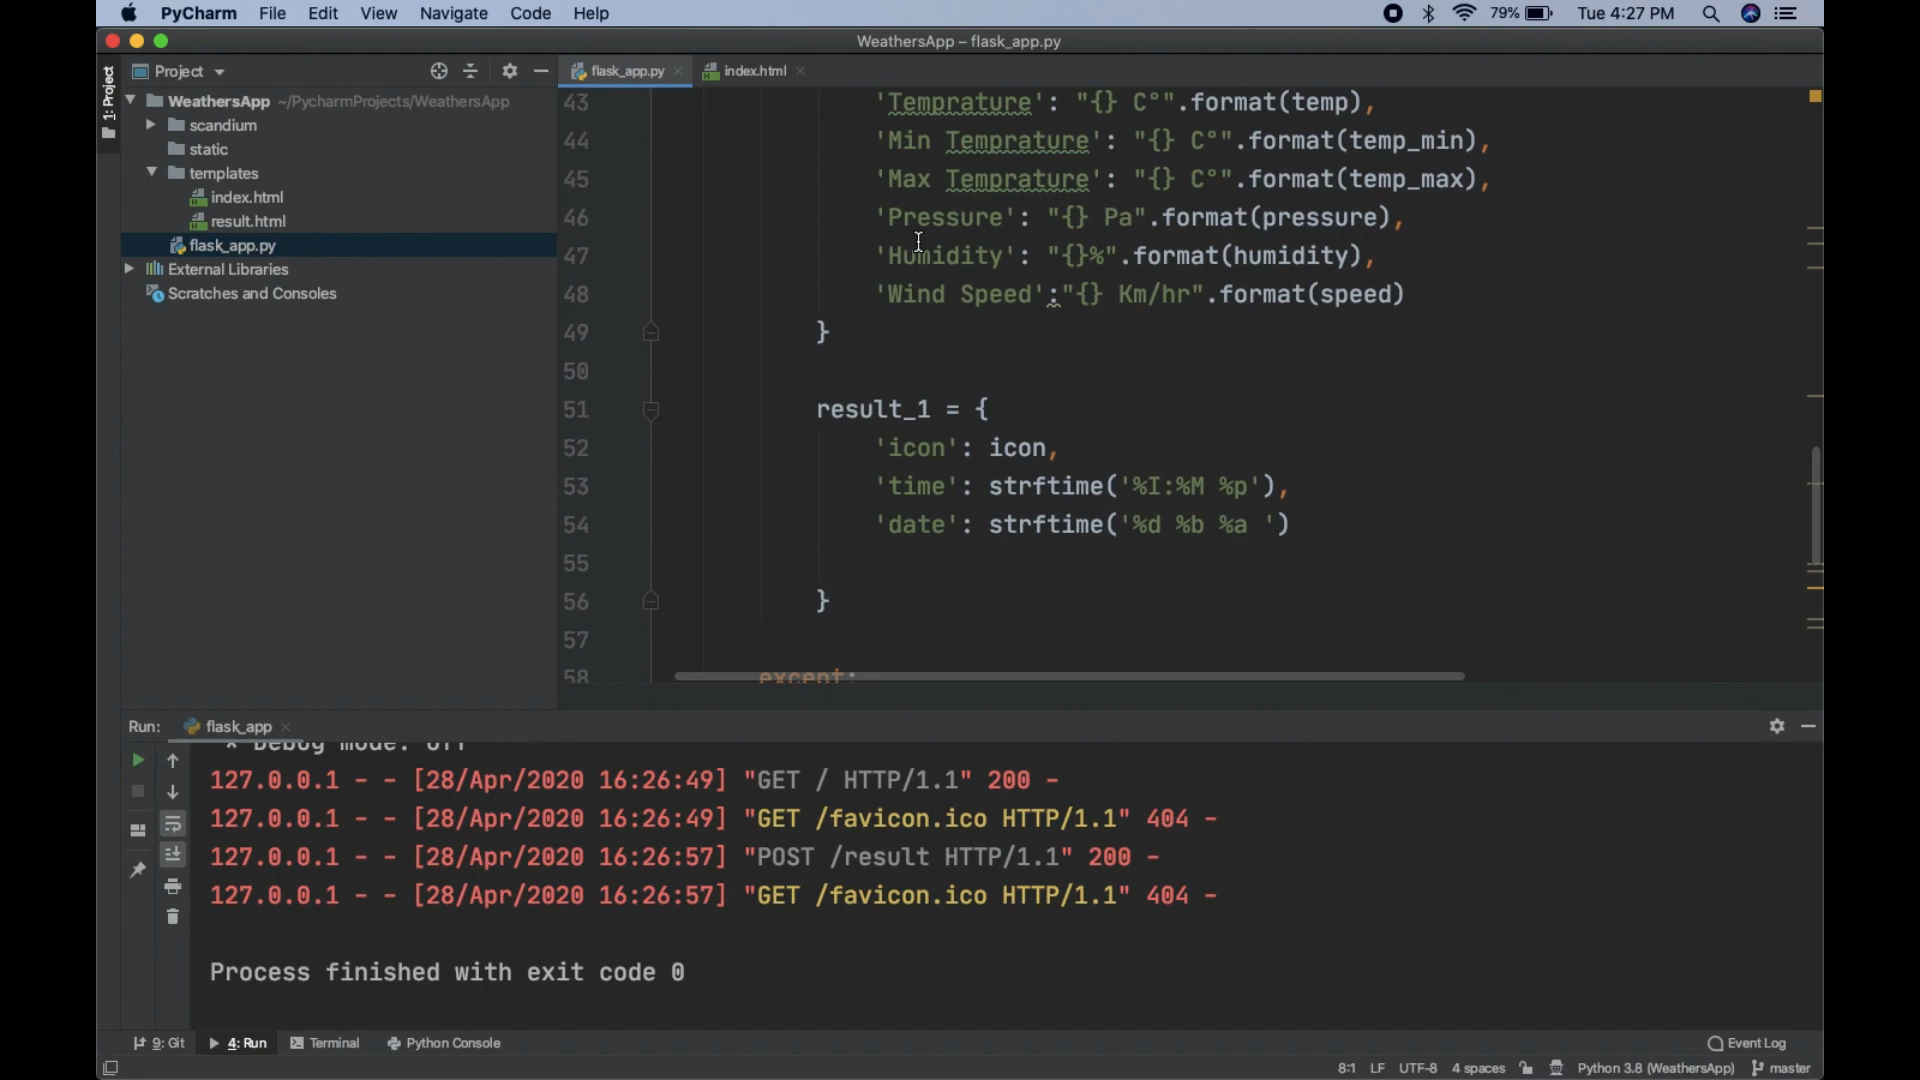 PyCharm File Edit View Navigate Code Help 79% Tue 4:27 PM
WeathersApp – flask_app.py
1: Project
Project
flask_app.py index.html
WeathersApp ~/PycharmProjects/WeathersApp
scandium
static
templates
index.html
result.html
flask_app.py
External Libraries
Scratches and Consoles
43 'Temprature': "{} C°".format(temp),
44 'Min Temprature': "{} C°".format(temp_min),
45 'Max Temprature': "{} C°".format(temp_max),
46 'Pressure': "{} Pa".format(pressure),
47 'Humidity': "{}%".format(humidity),
48 'Wind Speed':"{} Km/hr".format(speed)
49 }
50
51 result_1 = {
52 'icon': icon,
53 'time': strftime('%I:%M %p'),
54 'date': strftime('%d %b %a ')
55
56 }
57
58 except:
Run: flask_app
* Debug mode: off
127.0.0.1 - - [28/Apr/2020 16:26:49] "GET / HTTP/1.1" 200 -
127.0.0.1 - - [28/Apr/2020 16:26:49] "GET /favicon.ico HTTP/1.1" 404 -
127.0.0.1 - - [28/Apr/2020 16:26:57] "POST /result HTTP/1.1" 200 -
127.0.0.1 - - [28/Apr/2020 16:26:57] "GET /favicon.ico HTTP/1.1" 404 -
Process finished with exit code 0
9: Git 4: Run Terminal Python Console Event Log
8:1 LF UTF-8 4 spaces Python 3.8 (WeathersApp) master